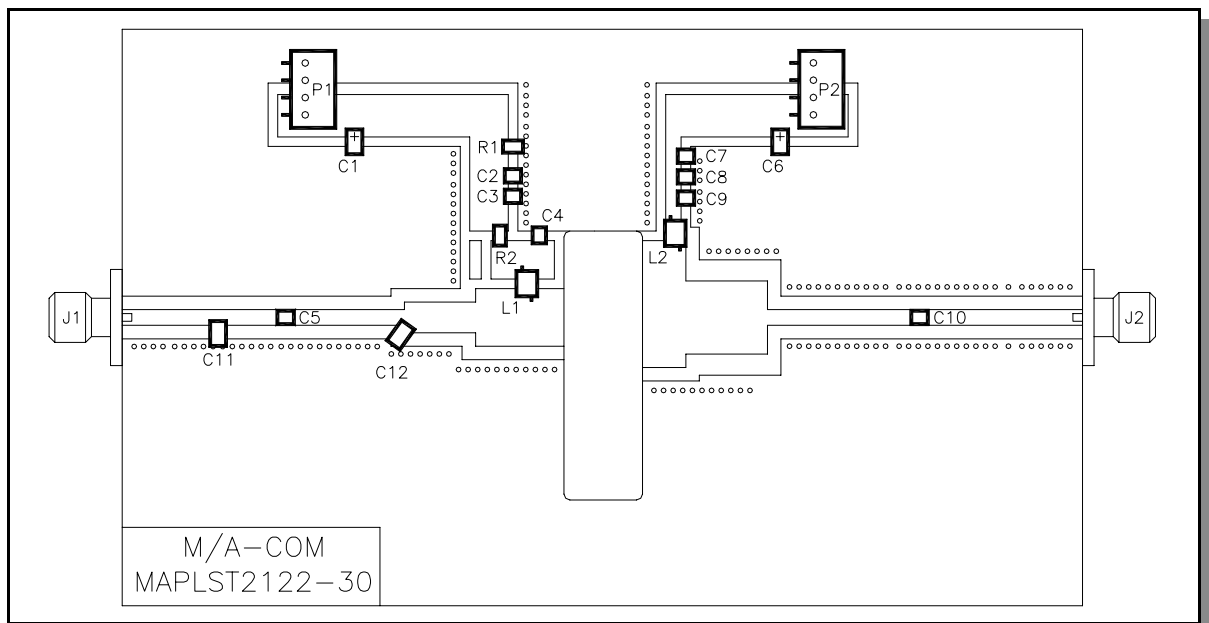 P1
P2
+
C1
R1
C2
C3
C4
+
C6
C7
C8
C9
R2
L2
L1
J1
C5
C11
C12
C10
J2
M/A-COM
MAPLST2122-30